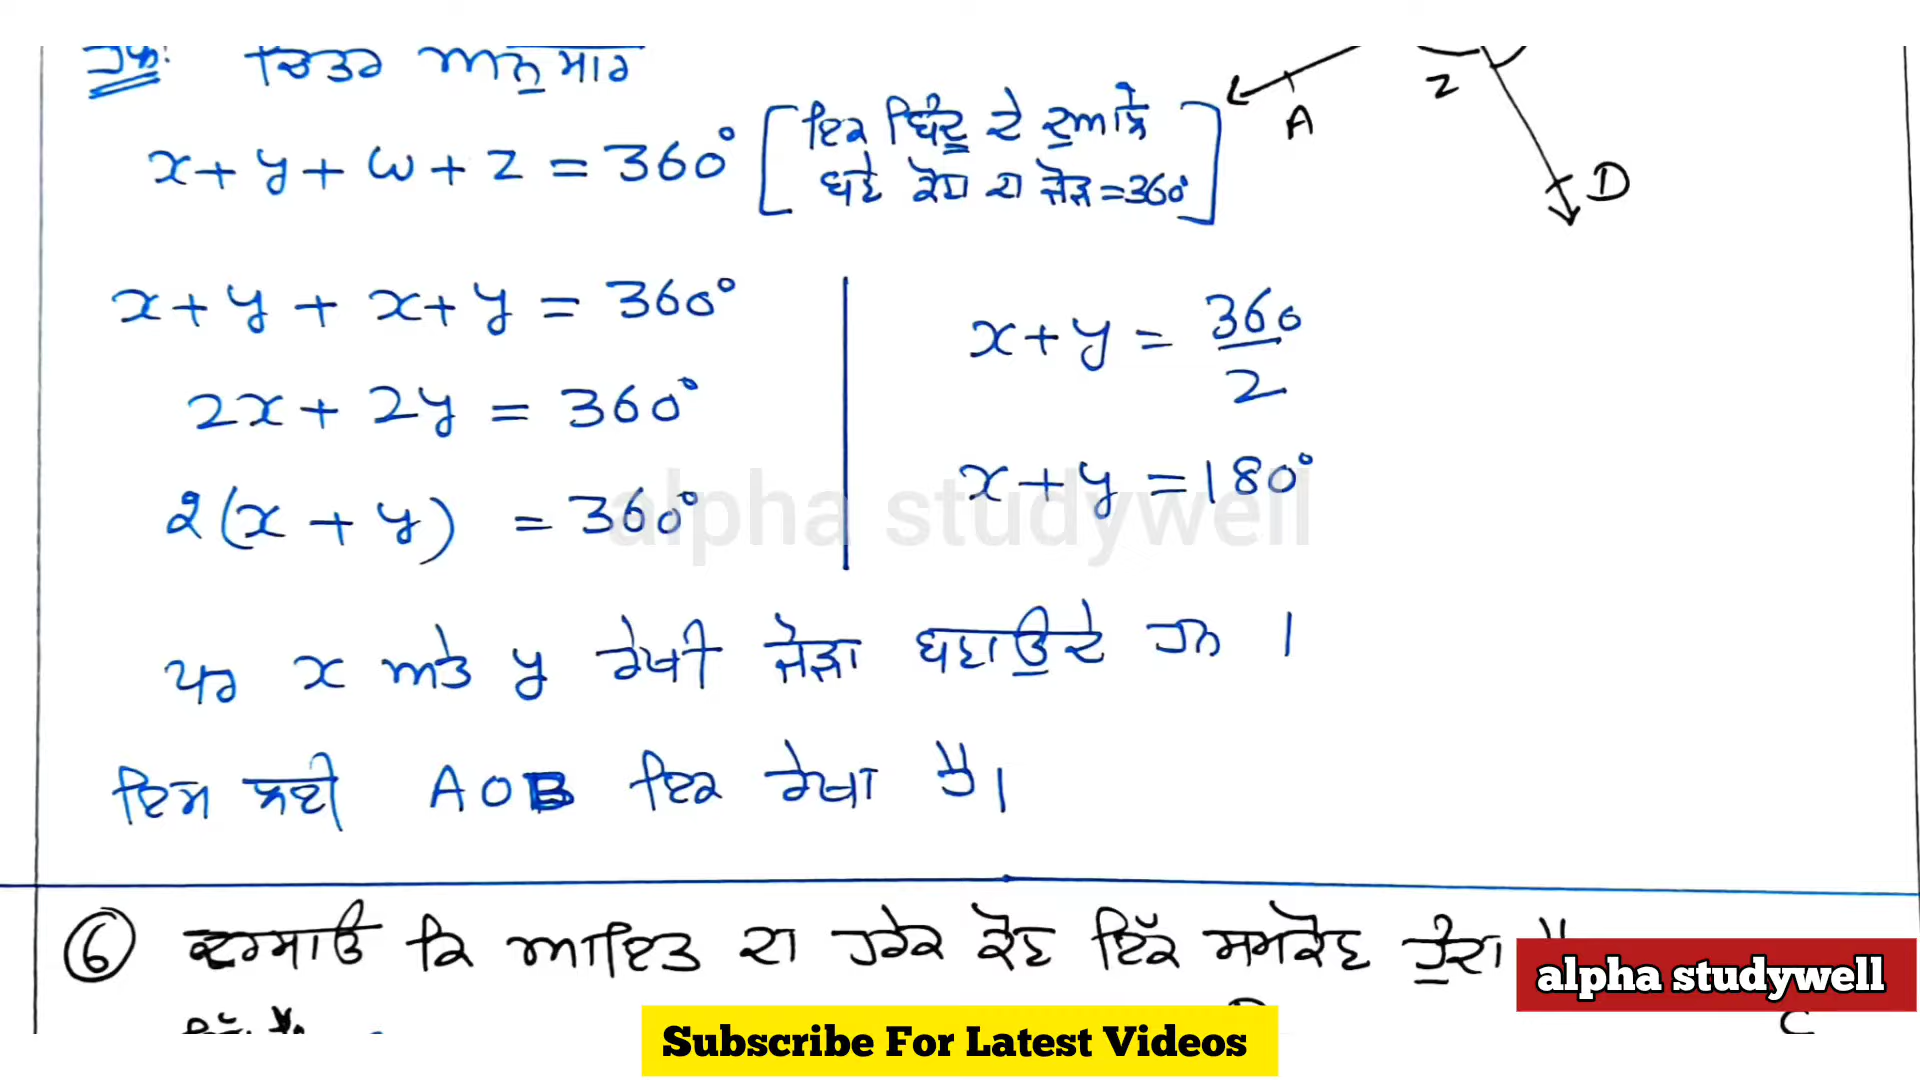 ਹੱਲ: ਚਿੱਤਰ ਅਨੁਸਾਰ
x + y + ω + z = 360° [ਇਕ ਬਿੰਦੂ ਦੇ ਦੁਆਲੇ
ਬਣੇ ਕੋਣ ਦਾ ਜੋੜ = 360°]
A
z
D
x + y + x + y = 360°
2x + 2y = 360°
2(x + y) = 360°
x + y = 360/2
x + y = 180°
alpha studywell
ਪਰ x ਅਤੇ y ਰੇਖੀ ਜੋੜਾ ਬਣਾਉਂਦੇ ਹਨ ।
ਇਸ ਲਈ AOB ਇਕ ਰੇਖਾ ਹੈ।
6 ਦਰਸਾਓ ਕਿ ਆਇਤ ਦਾ ਹਰੇਕ ਕੋਣ ਇੱਕ ਸਮਕੋਣ ਹੁੰਦਾ ਹੈ
alpha studywell
C
Subscribe For Latest Videos